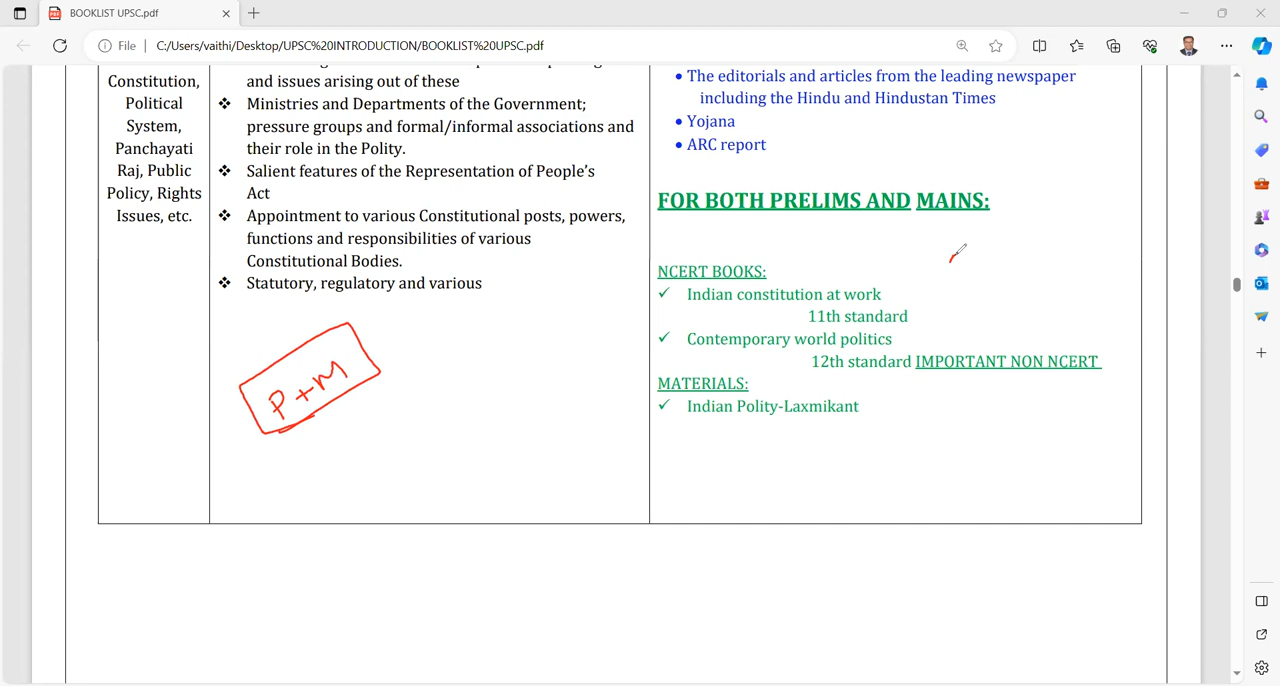 BOOKLIST UPSC.pdf
File
C:/Users/vaithi/Desktop/UPSC%20INTRODUCTION/BOOKLIST%20UPSC.pdf
Constitution,
Political
System,
Panchayati
Raj, Public
Policy, Rights
Issues, etc.
and issues arising out of these
❖ Ministries and Departments of the Government;
pressure groups and formal/informal associations and
their role in the Polity.
❖ Salient features of the Representation of People’s
Act
❖ Appointment to various Constitutional posts, powers,
functions and responsibilities of various
Constitutional Bodies.
❖ Statutory, regulatory and various
P+M
• The editorials and articles from the leading newspaper
including the Hindu and Hindustan Times
• Yojana
• ARC report
FOR BOTH PRELIMS AND MAINS:
NCERT BOOKS:
✓ Indian constitution at work
11th standard
✓ Contemporary world politics
12th standard IMPORTANT NON NCERT
MATERIALS:
✓ Indian Polity-Laxmikant